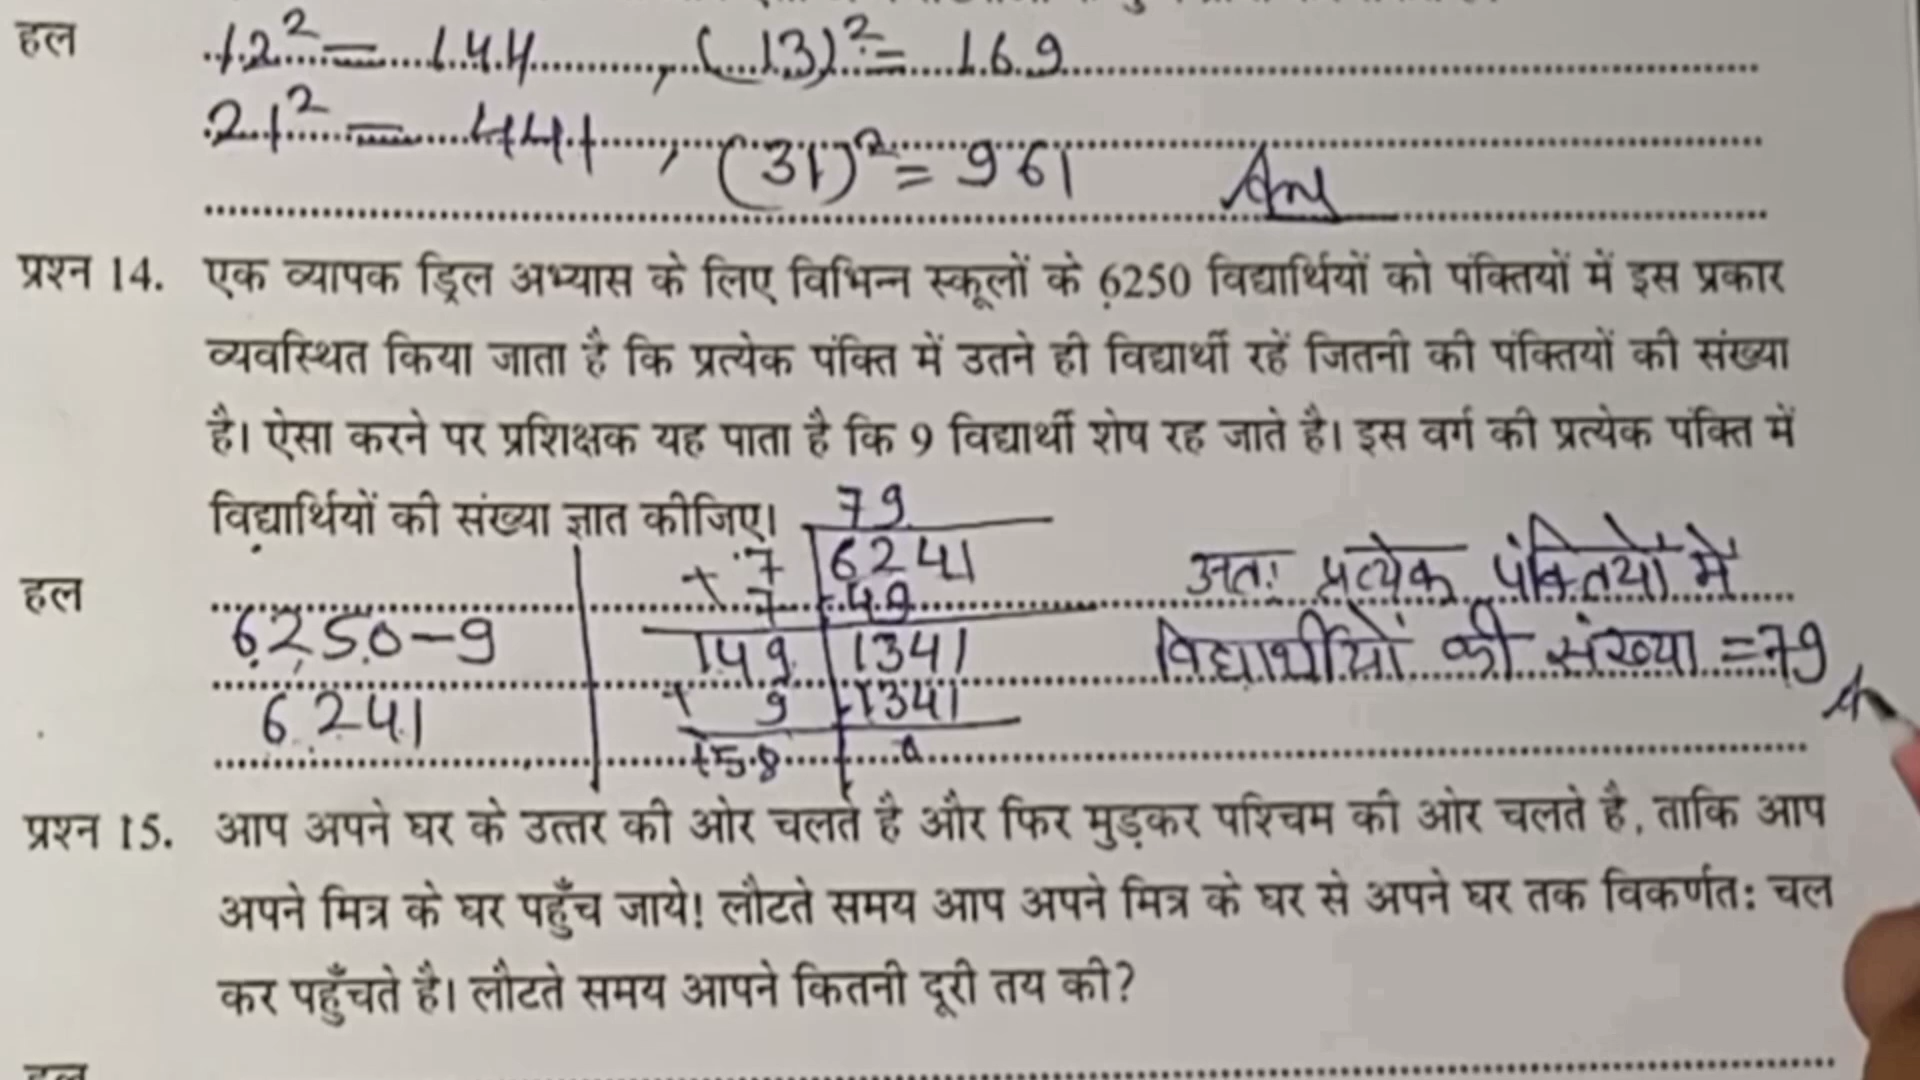 हल
12² = 144 , (13)² = 169
21² = 441 , (31)² = 961 Ans
प्रश्न 14. एक व्यापक ड्रिल अभ्यास के लिए विभिन्न स्कूलों के 6250 विद्यार्थियों को पंक्तियों में इस प्रकार
व्यवस्थित किया जाता है कि प्रत्येक पंक्ति में उतने ही विद्यार्थी रहें जितनी की पंक्तियों की संख्या
है। ऐसा करने पर प्रशिक्षक यह पाता है कि 9 विद्यार्थी शेष रह जाते है। इस वर्ग की प्रत्येक पंक्ति में
विद्यार्थियों की संख्या ज्ञात कीजिए।
79
+ 7 6241
7 - 49
हल
6250-9
149 1341
+ 9 - 1341
6241
158 0
अतः प्रत्येक पंक्तियों में
विद्यार्थीयों की संख्या = 79
प्रश्न 15. आप अपने घर के उत्तर की ओर चलते है और फिर मुड़कर पश्चिम की ओर चलते है, ताकि आप
अपने मित्र के घर पहुँच जाये! लौटते समय आप अपने मित्र के घर से अपने घर तक विकर्णत: चल
कर पहुँचते है। लौटते समय आपने कितनी दूरी तय की?